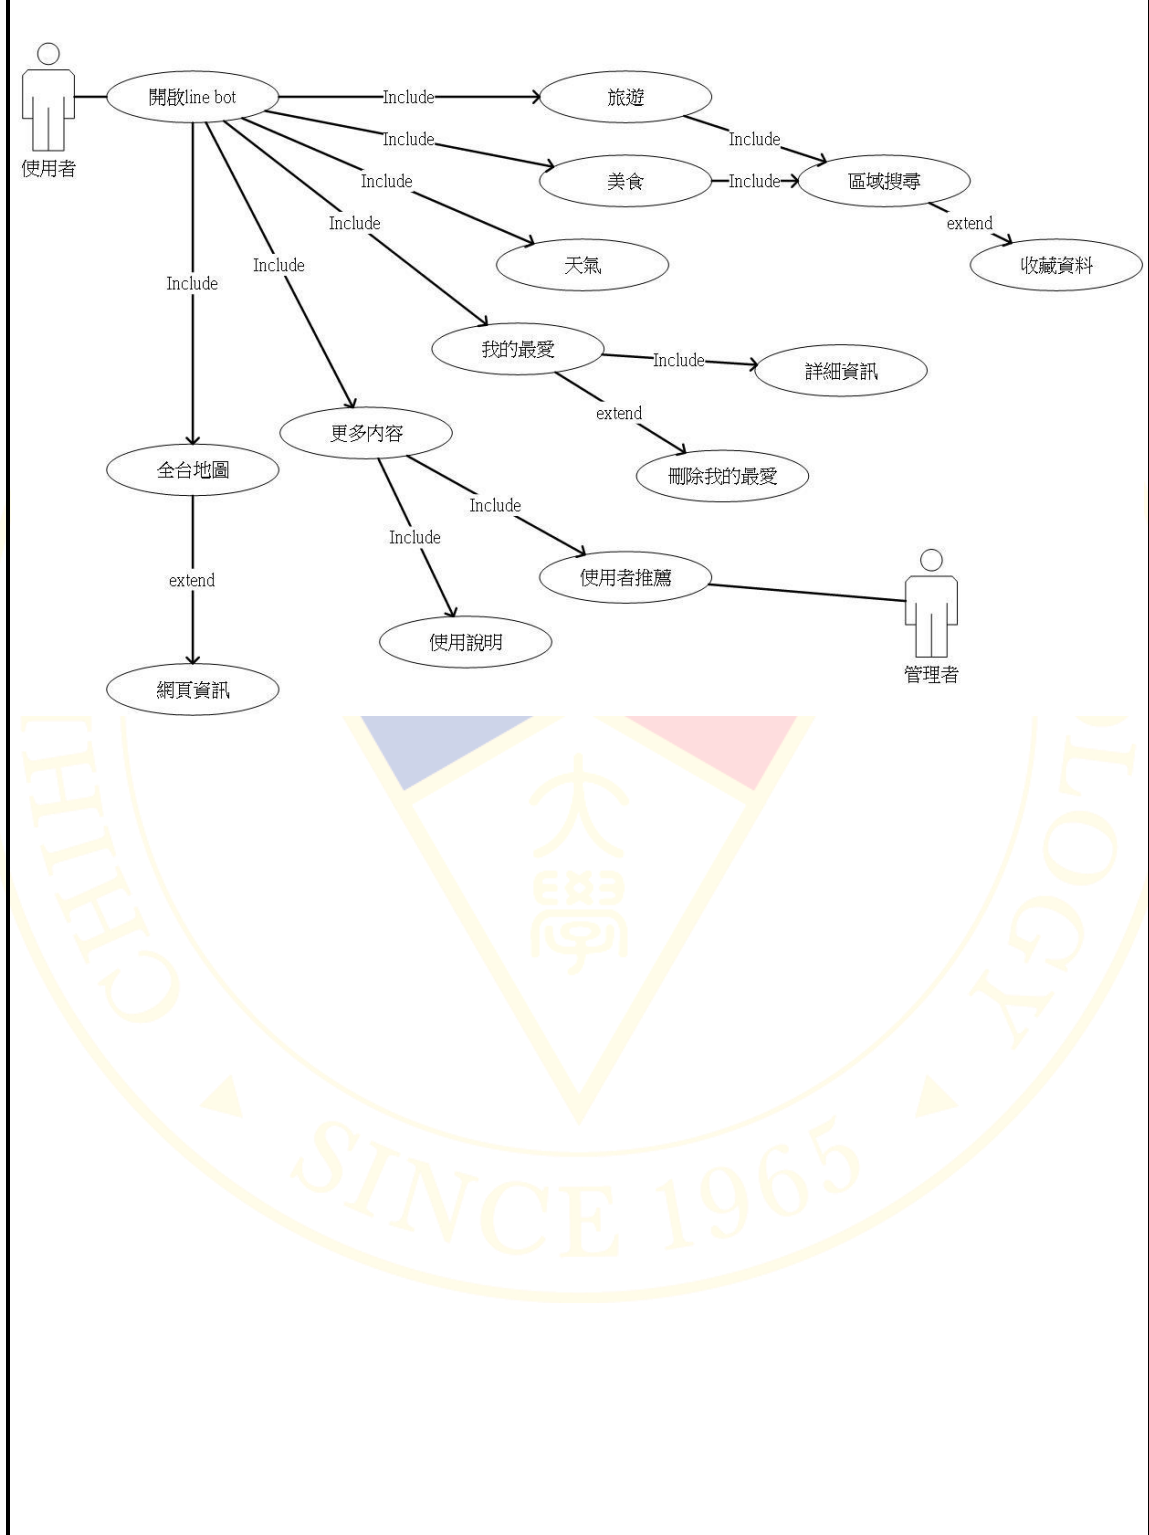 開啟line bot
Include
旅遊
Include
Include
美食
Include
區域搜尋
使用者
Include
Include
extend
Include
天氣
收藏資料
Include
我的最愛
Include
詳細資訊
extend
更多內容
全台地圖
刪除我的最愛
Include
Include
extend
使用者推薦
使用說明
管理者
網頁資訊
CHIH
OLOGY
大
學
SINCE 1965